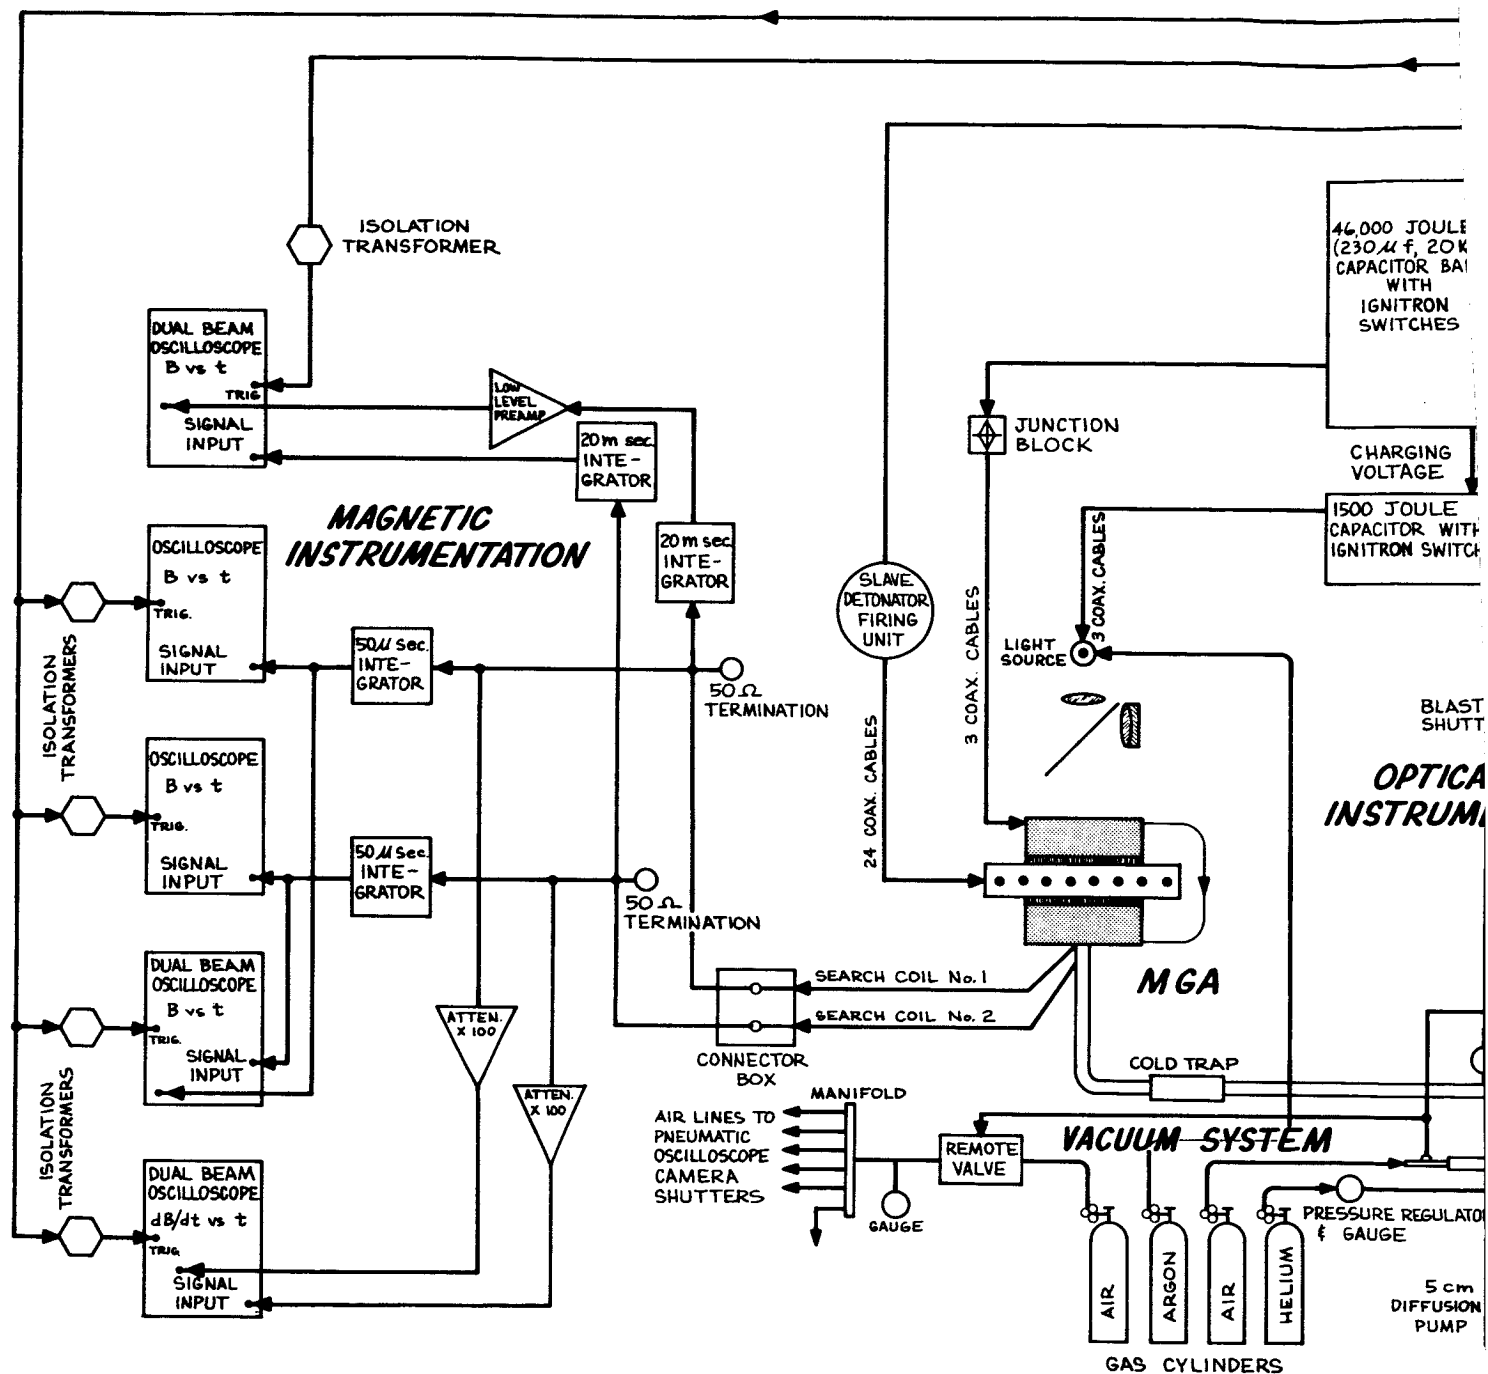 ISOLATION
TRANSFORMER
DUAL BEAM
OSCILLOSCOPE
B vs t
TRIG.
SIGNAL
INPUT
LOW
LEVEL
PREAMP
20 m sec.
INTE-
GRATOR
MAGNETIC
INSTRUMENTATION
OSCILLOSCOPE
B vs t
TRIG.
SIGNAL
INPUT
20 m sec.
INTE-
GRATOR
50 μ Sec.
INTE-
GRATOR
50 Ω
TERMINATION
ISOLATION
TRANSFORMERS
OSCILLOSCOPE
B vs t
TRIG.
SIGNAL
INPUT
50 μ Sec.
INTE-
GRATOR
50 Ω
TERMINATION
DUAL BEAM
OSCILLOSCOPE
B vs t
TRIG.
SIGNAL
INPUT
ATTEN.
X 100
ATTEN.
X 100
ISOLATION
TRANSFORMERS
DUAL BEAM
OSCILLOSCOPE
dB/dt vs t
TRIG
SIGNAL
INPUT
46,000 JOULE
(230 μ f, 20 K
CAPACITOR BA
WITH
IGNITRON
SWITCHES
JUNCTION
BLOCK
CHARGING
VOLTAGE
1500 JOULE
CAPACITOR WITH
IGNITRON SWITCH
3 COAX. CABLES
SLAVE
DETONATOR
FIRING
UNIT
3 COAX. CABLES
LIGHT
SOURCE
24 COAX. CABLES
BLAST
SHUTT
OPTICA
INSTRUM
MGA
SEARCH COIL No. 1
SEARCH COIL No. 2
CONNECTOR
BOX
COLD TRAP
MANIFOLD
AIR LINES TO
PNEUMATIC
OSCILLOSCOPE
CAMERA
SHUTTERS
REMOTE
VALVE
VACUUM SYSTEM
GAUGE
PRESSURE REGULATO
& GAUGE
AIR
ARGON
AIR
HELIUM
5 cm
DIFFUSION
PUMP
GAS CYLINDERS